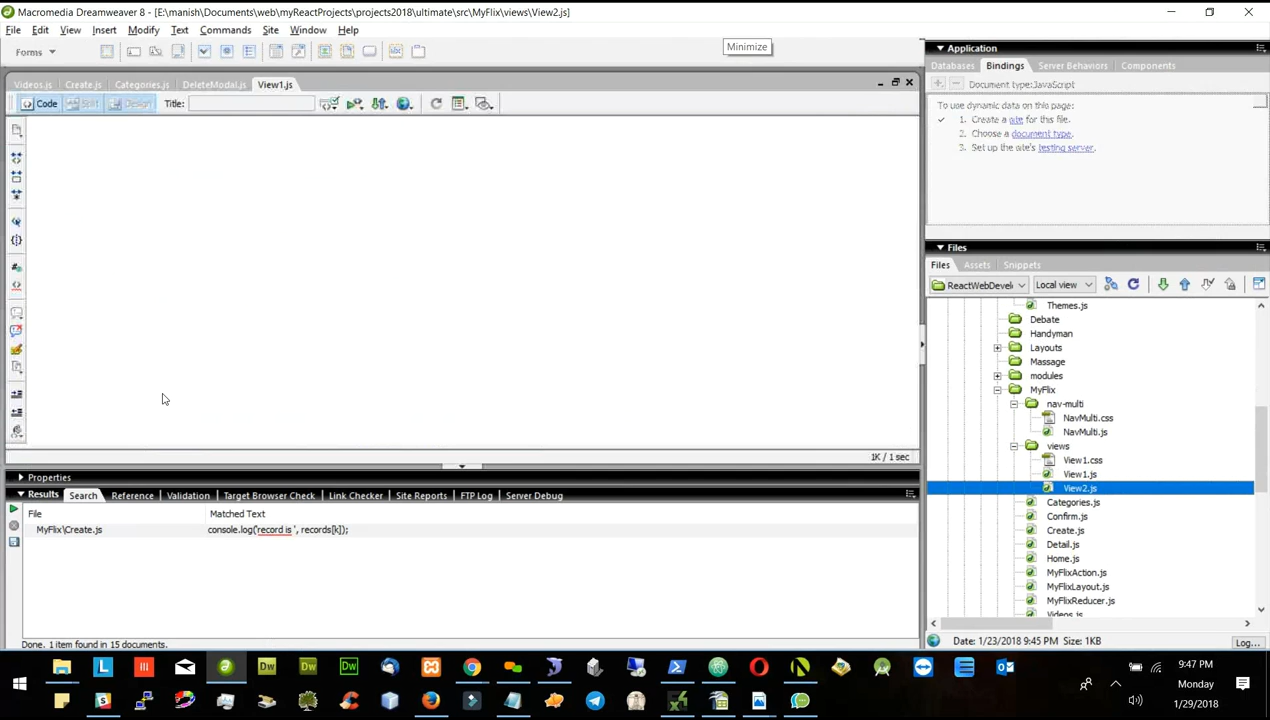 Macromedia Dreamweaver 8 - [E:\manish\Documents\web\myReactProjects\projects2018\ultimate\src\MyFlix\views\View2.js]
File Edit View Insert Modify Text Commands Site Window Help
Forms
Minimize
Videos.js Create.js Categories.js DeleteModal.js View1.js
Code Split Design Title:
1K / 1 sec
Application
Databases Bindings Server Behaviors Components
Document type:JavaScript
To use dynamic data on this page:
1. Create a site for this file.
2. Choose a document type.
3. Set up the site's testing server.
Files
Files Assets Snippets
ReactWebDevel Local view
Themes.js
Debate
Handyman
Layouts
Massage
modules
MyFlix
nav-multi
NavMulti.css
NavMulti.js
views
View1.css
View1.js
View2.js
Categories.js
Confirm.js
Create.js
Detail.js
Home.js
MyFlixAction.js
MyFlixLayout.js
MyFlixReducer.js
Videos.js
Date: 1/23/2018 9:45 PM Size: 1KB Log...
Properties
Results Search Reference Validation Target Browser Check Link Checker Site Reports FTP Log Server Debug
File Matched Text
MyFlix\Create.js console.log('record is ', records[k]);
Done. 1 item found in 15 documents.
Dw Dw Dw
9:47 PM
Monday
1/29/2018